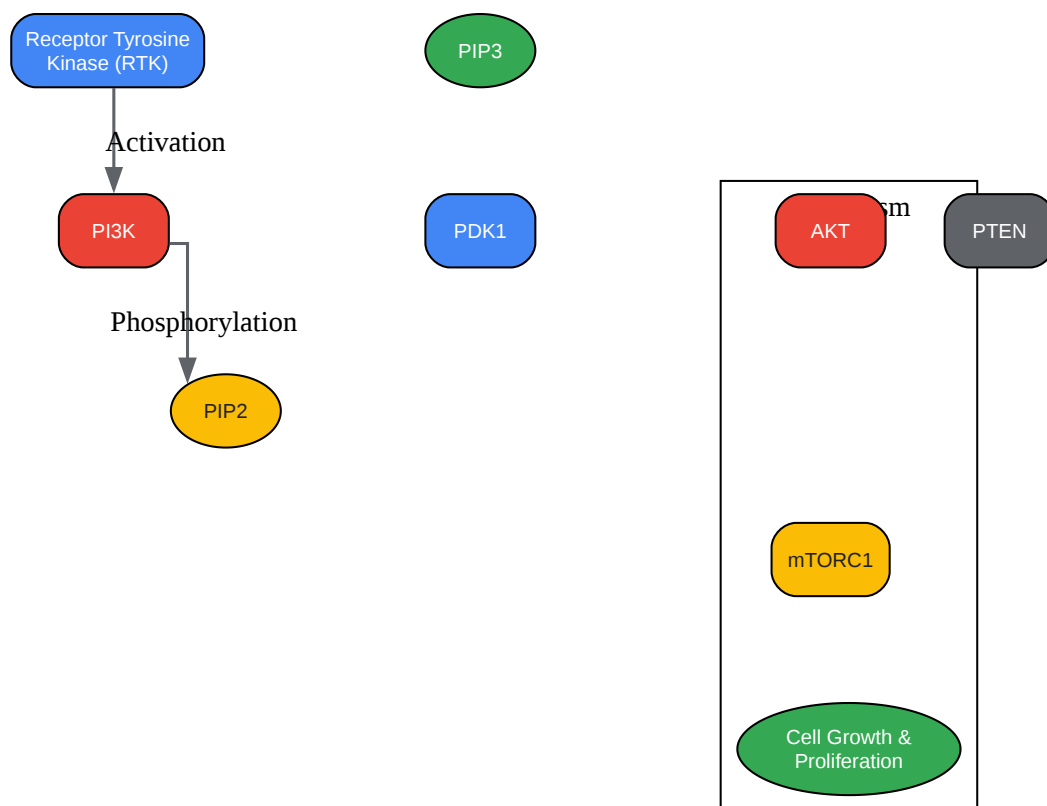 Receptor Tyrosine
Kinase (RTK)
PIP3
Activation
PI3K
PDK1
AKT
PTEN
Phosphorylation
PIP2
mTORC1
Cell Growth &
Proliferation